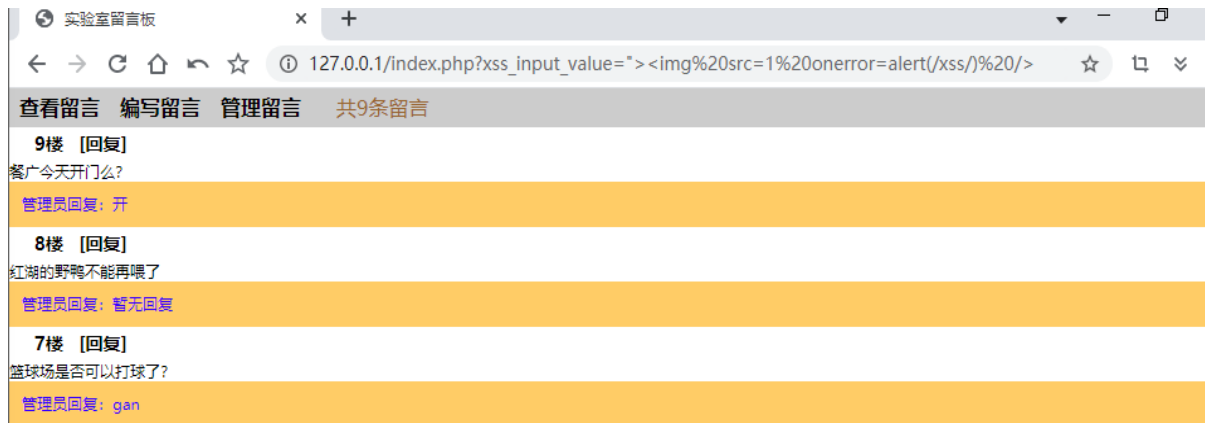 实验室留言板
127.0.0.1/index.php?xss_input_value="><img%20src=1%20onerror=alert(/xss/)%20/>
查看留言 编写留言 管理留言 共9条留言
9楼 [回复]
餐广今天开门么?
管理员回复：开
8楼 [回复]
红湖的野鸭不能再喂了
管理员回复：暂无回复
7楼 [回复]
篮球场是否可以打球了?
管理员回复：gan